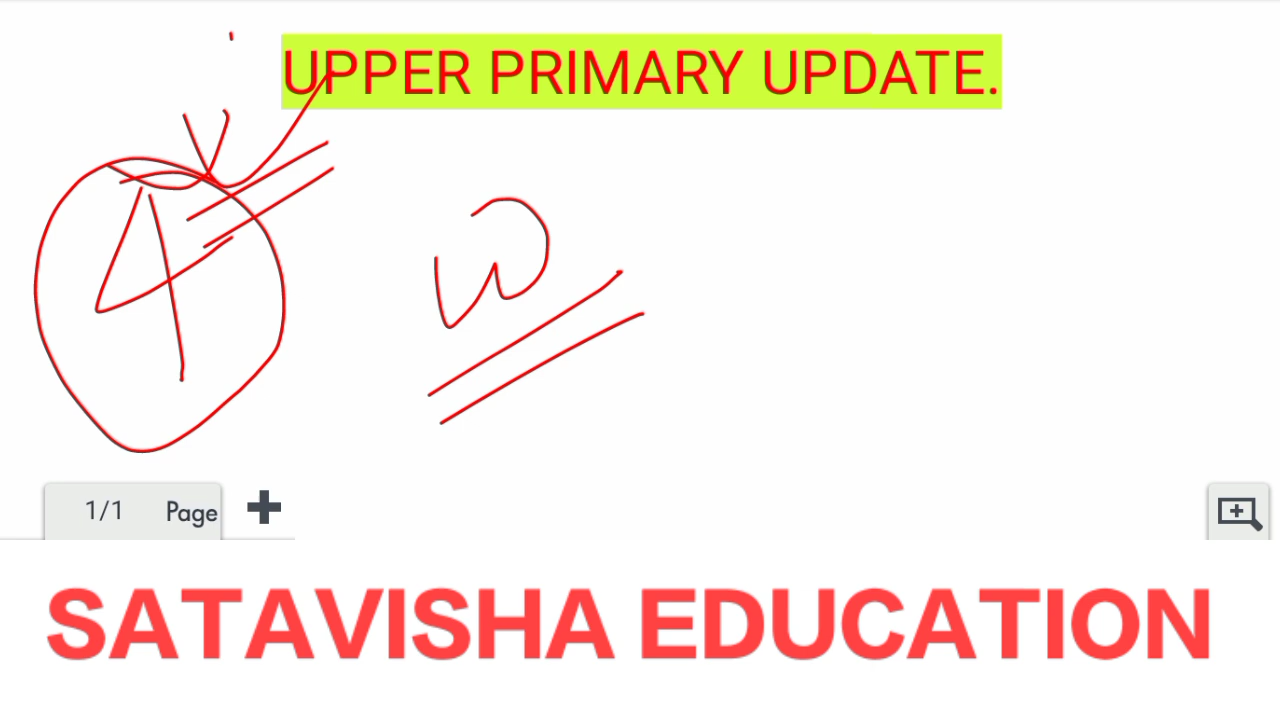 UPPER PRIMARY UPDATE.
4
W
1/1 Page
SATAVISHA EDUCATION